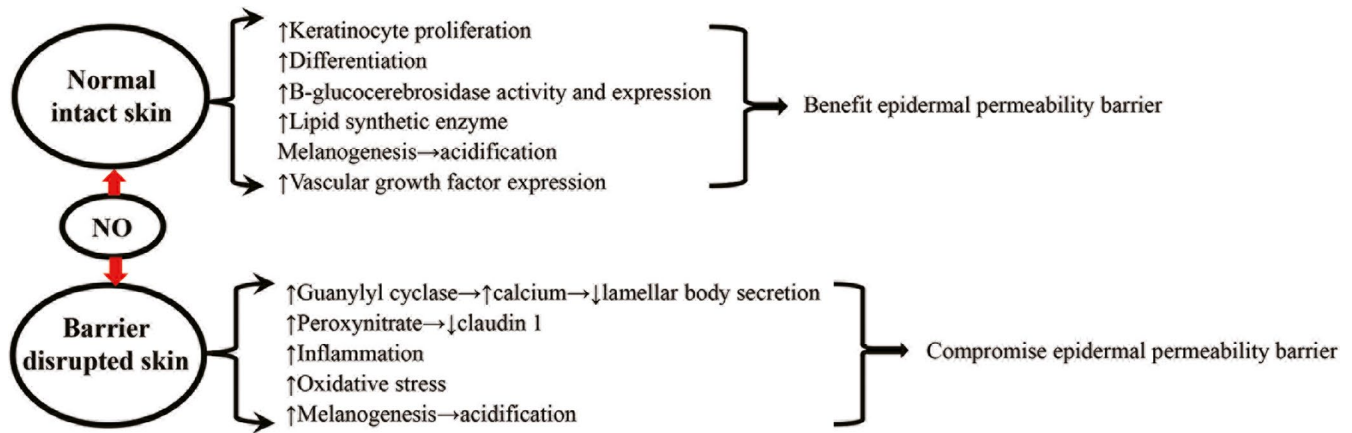 Normal
intact skin
↑Keratinocyte proliferation
↑Differentiation
↑B-glucocerebrosidase activity and expression
↑Lipid synthetic enzyme
Melanogenesis→acidification
↑Vascular growth factor expression
Benefit epidermal permeability barrier
NO
Barrier
disrupted skin
↑Guanylyl cyclase→↑calcium→↓lamellar body secretion
↑Peroxynitrate→↓claudin 1
↑Inflammation
↑Oxidative stress
↑Melanogenesis→acidification
Compromise epidermal permeability barrier